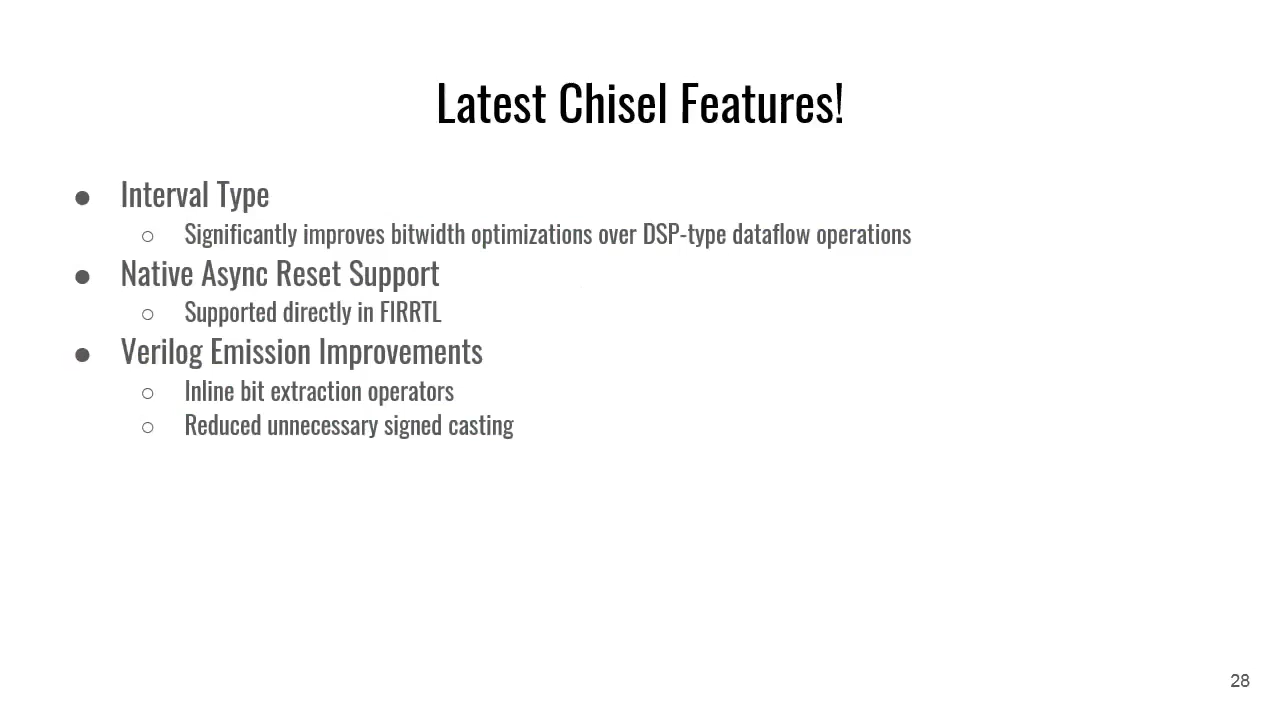 Latest Chisel Features!
● Interval Type
○ Significantly improves bitwidth optimizations over DSP-type dataflow operations
● Native Async Reset Support
○ Supported directly in FIRRTL
● Verilog Emission Improvements
○ Inline bit extraction operators
○ Reduced unnecessary signed casting
28